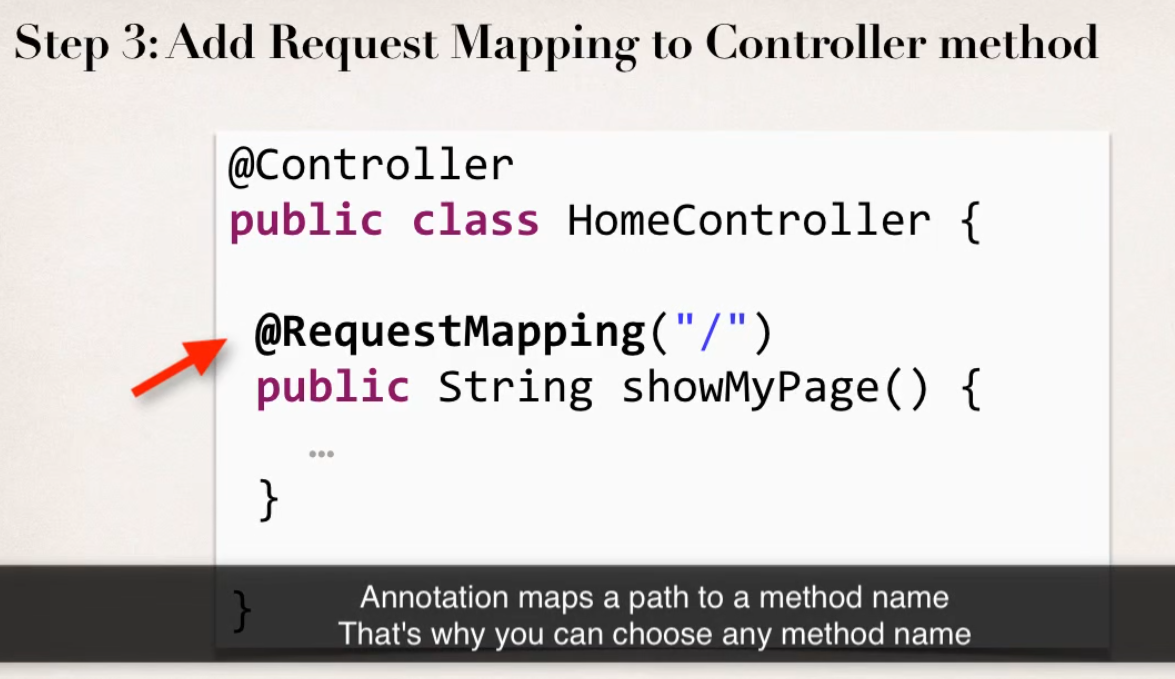 Step 3: Add Request Mapping to Controller method
@Controller
public class HomeController {
@RequestMapping("/")
public String showMyPage() {
…
}
}
Annotation maps a path to a method name
That's why you can choose any method name